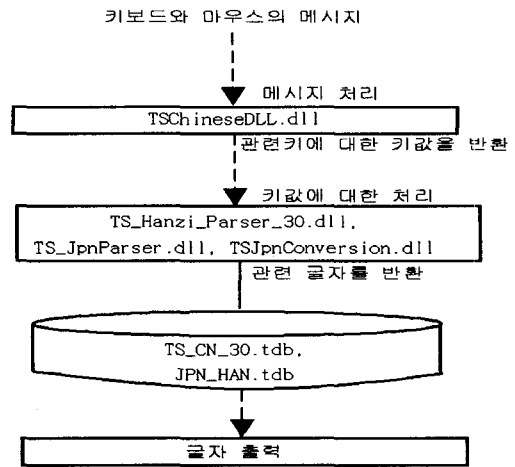 키보드와 마우스의 메시지
메시지 처리
TSChineseDLL.dll
관련키에 대한 키값을 반환
키값에 대한 처리
TS_Hanzi_Parser_30.dll,
TS_JpnParser.dll, TSJpnConversion.dll
관련 글자를 반환
TS_CN_30.tdb,
JPN_HAN.tdb
글자 출력